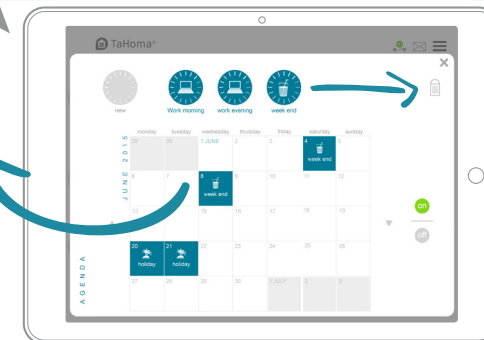 TaHoma®
new
Work morning
work evening
week end
monday tuesday wednesday thursday friday saturday sunday
JUNE 2015
30 1 JUNE 2 3 4 5
week end
6 7 8 9 10 11 12
week end
13 15 16 17 18 19
20 21 22 23 24 25 26
holiday holiday
27 28 29 30 1 JULY 2 3
AGENDA
on
off